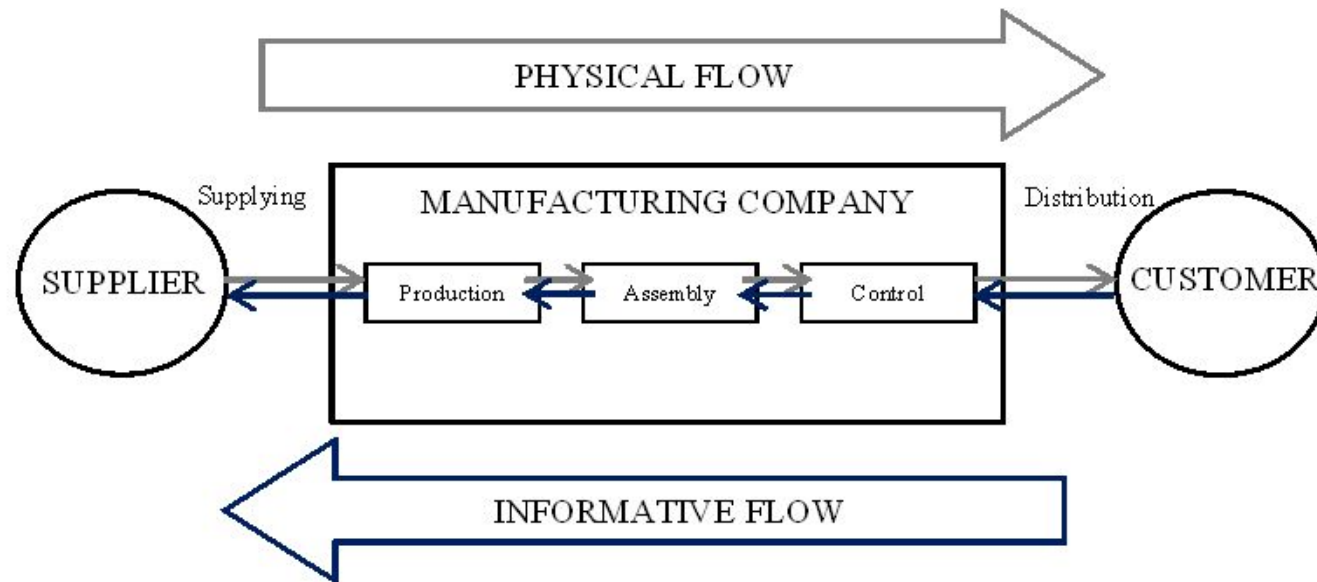 PHYSICAL FLOW
Supplying
MANUFACTURING COMPANY
Distribution
SUPPLIER
Production
Assembly
Control
CUSTOMER
INFORMATIVE FLOW